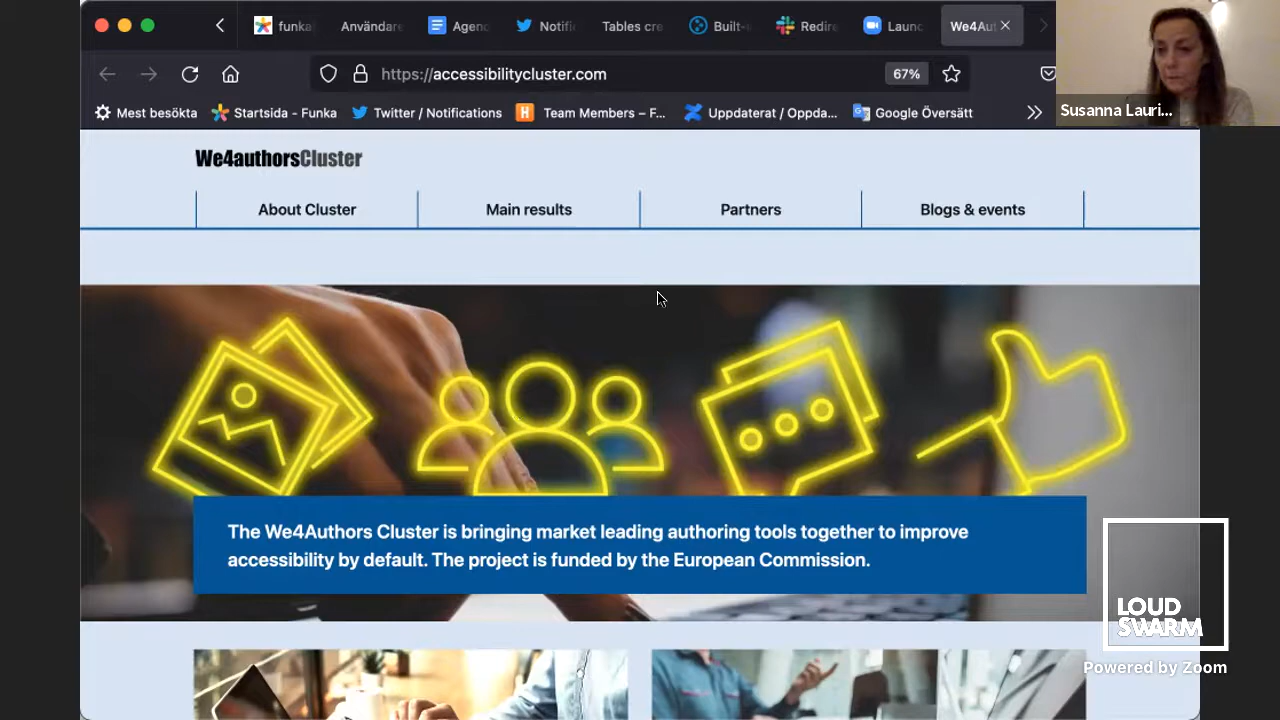 funka
Användare
Agend
Notifi
Tables cre
Built-
Redire
Launc
We4Aut
https://accessibilitycluster.com
67%
Mest besökta
Startsida - Funka
Twitter / Notifications
Team Members – F...
Uppdaterat / Oppda...
Google Översätt
Susanna Lauri...
We4authorsCluster
About Cluster
Main results
Partners
Blogs & events
The We4Authors Cluster is bringing market leading authoring tools together to improve
accessibility by default. The project is funded by the European Commission.
LOUD
SWARM
Powered by Zoom